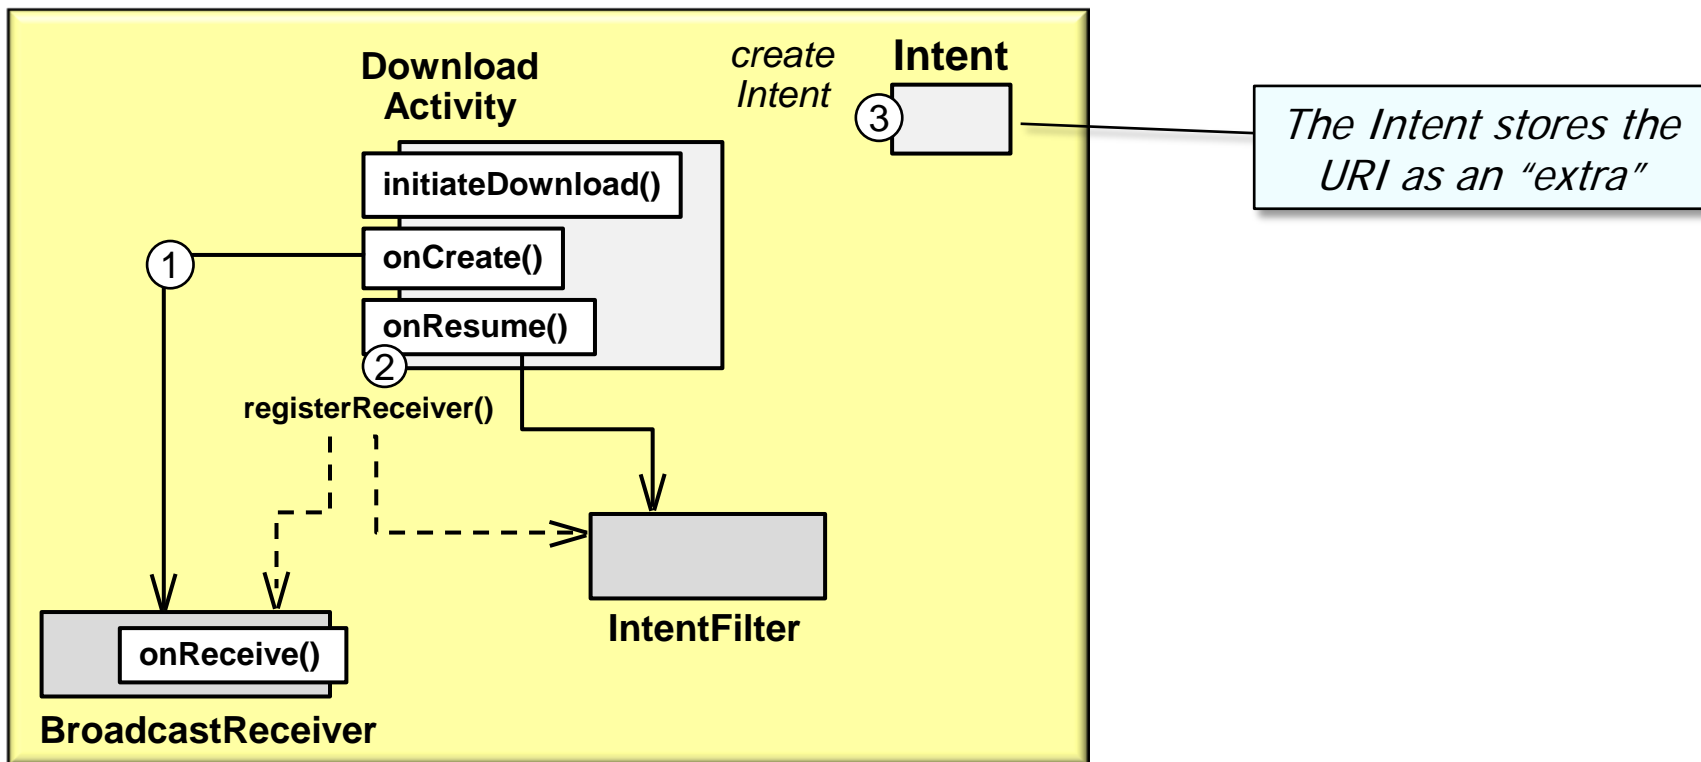 Download
Activity
create
Intent
Intent
3
The Intent stores the
URI as an “extra”
initiateDownload()
1
onCreate()
onResume()
2
registerReceiver()
IntentFilter
onReceive()
BroadcastReceiver